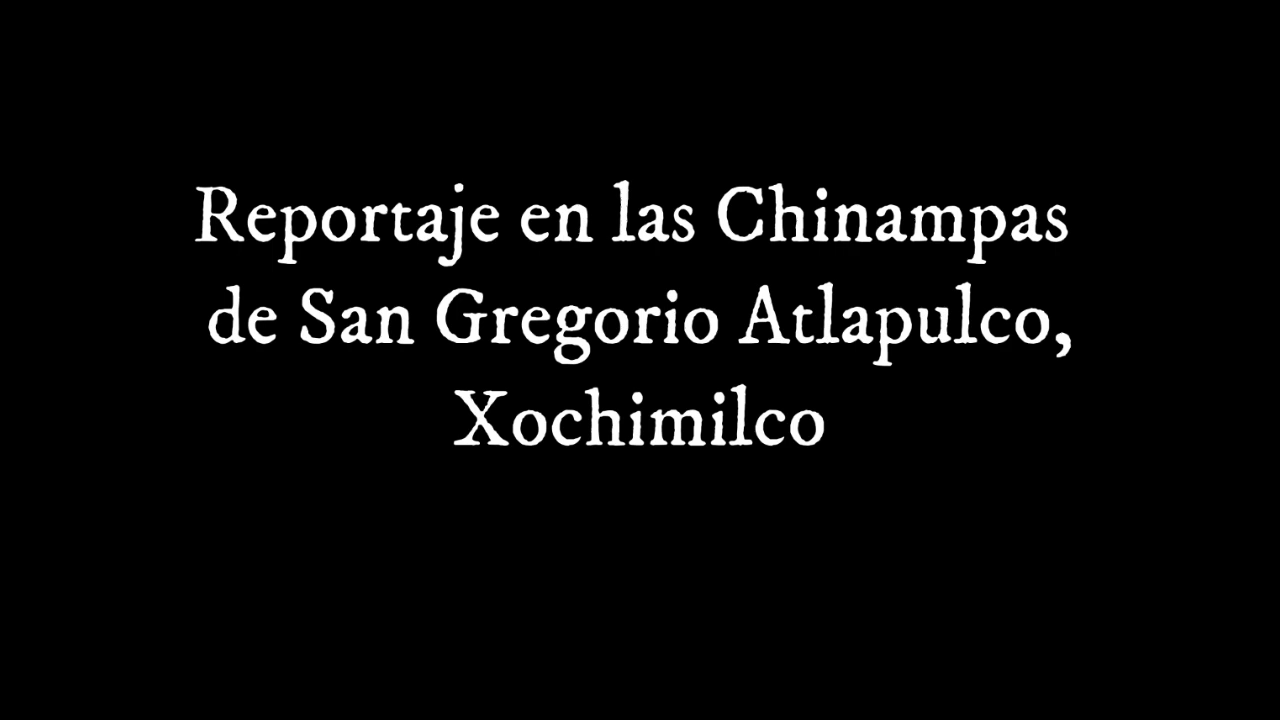 Reportaje en las Chinampas
de San Gregorio Atlapulco,
Xochimilco